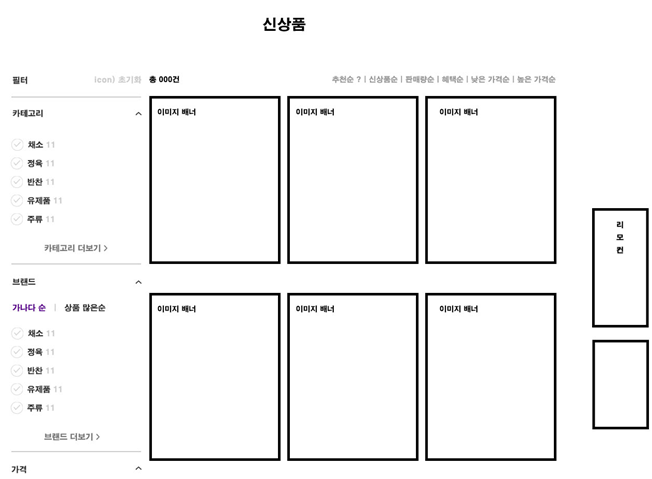 신상품
필터
icon) 초기화
총 000건
추천순 ? | 신상품순 | 판매량순 | 혜택순 | 낮은 가격순 | 높은 가격순
카테고리
채소 11
정육 11
반찬 11
유제품 11
주류 11
카테고리 더보기 >
브랜드
가나다 순 | 상품 많은순
채소 11
정육 11
반찬 11
유제품 11
주류 11
브랜드 더보기 >
가격
이미지 배너
이미지 배너
이미지 배너
이미지 배너
이미지 배너
이미지 배너
리
모
컨